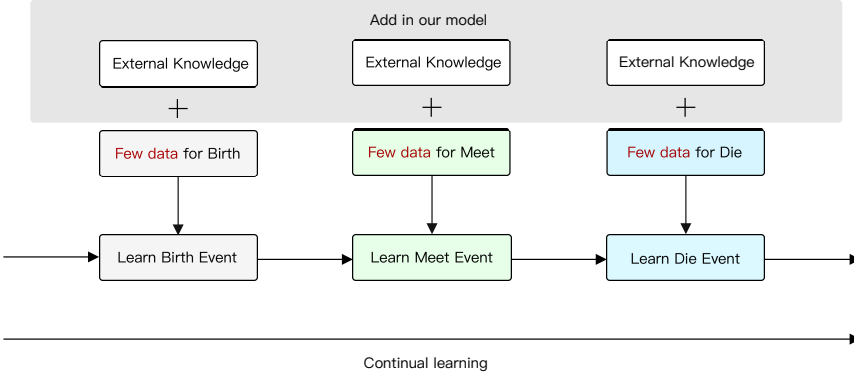 Add in our model
External Knowledge
External Knowledge
External Knowledge
+
+
+
Few data for Birth
Few data for Meet
Few data for Die
Learn Birth Event
Learn Meet Event
Learn Die Event
Continual learning